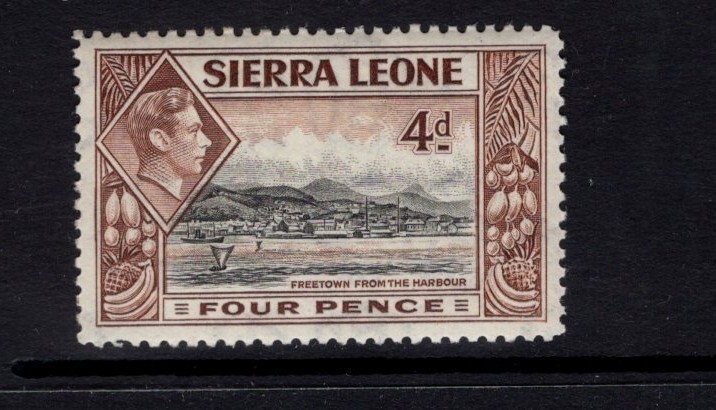 SIERRA LEONE
4d
FREETOWN FROM THE HARBOUR
FOUR PENCE